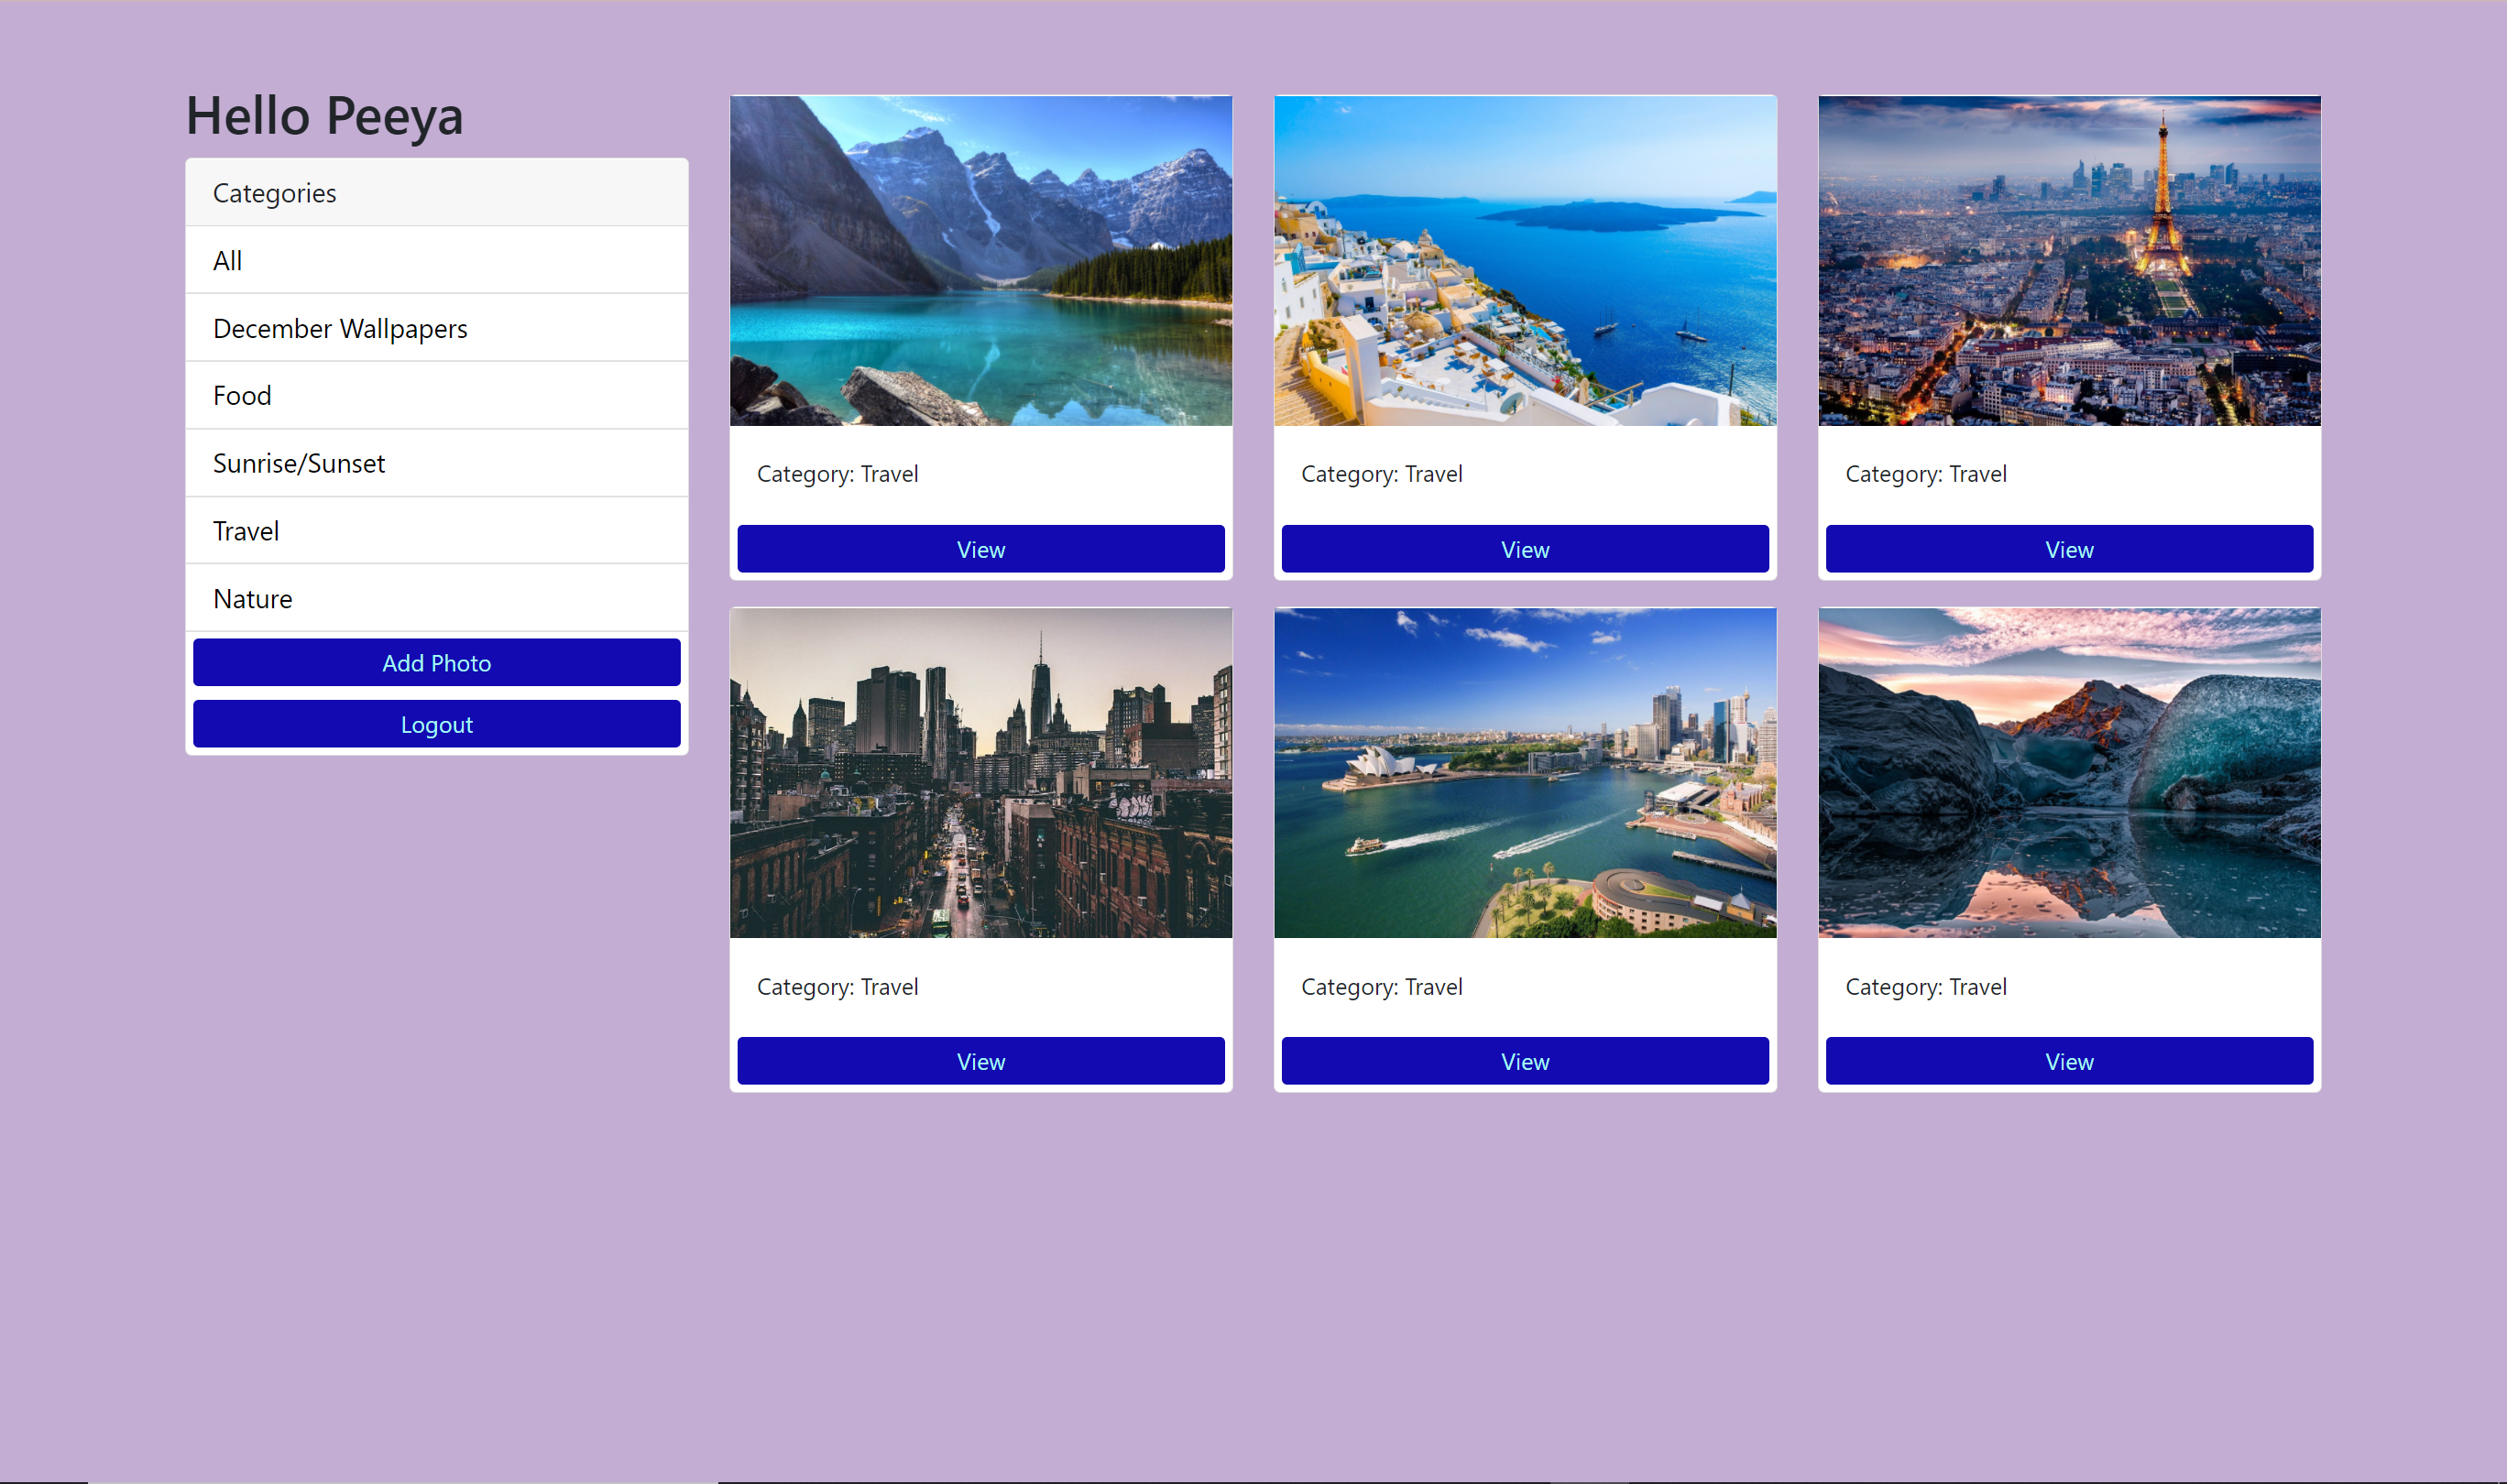 Hello Peeya
Categories
All
December Wallpapers
Food
Sunrise/Sunset
Travel
Nature
Add Photo
Logout
Category: Travel
View
Category: Travel
View
Category: Travel
View
Category: Travel
View
Category: Travel
View
Category: Travel
View